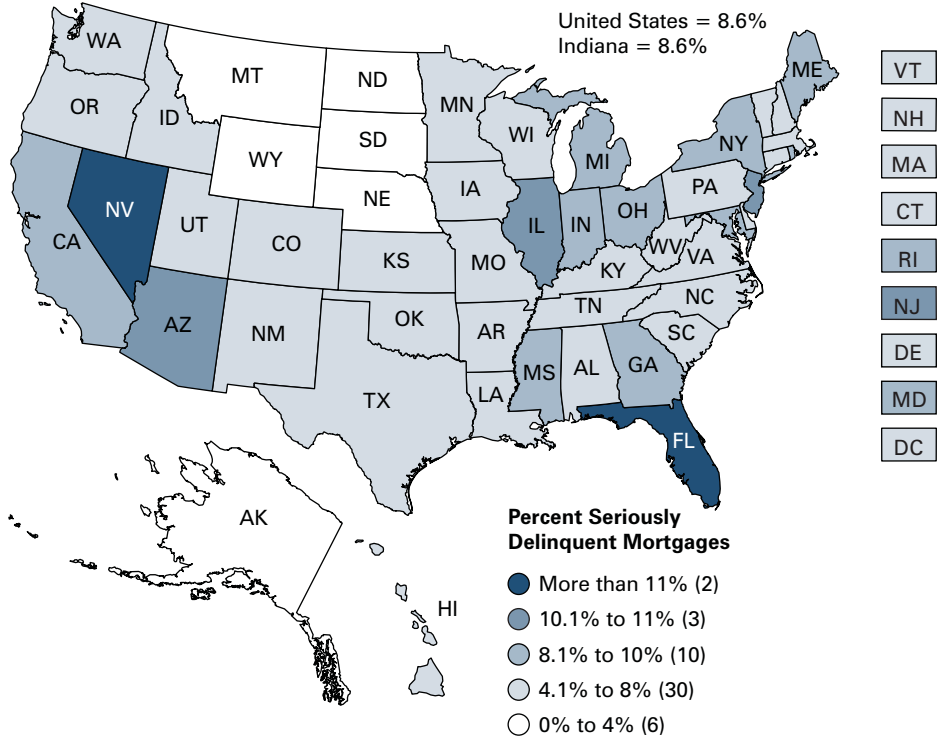 United States = 8.6%
Indiana = 8.6%
WA
MT
ND
MN
ME
VT
OR
ID
SD
WI
MI
NY
NH
WY
MA
NV
UT
NE
IA
PA
CT
CA
CO
KS
MO
IL
IN
OH
WV
VA
RI
KY
NJ
AZ
NM
OK
AR
TN
NC
SC
DE
TX
LA
MS
AL
GA
MD
FL
DC
AK
HI
Percent Seriously
Delinquent Mortgages
More than 11% (2)
10.1% to 11% (3)
8.1% to 10% (10)
4.1% to 8% (30)
0% to 4% (6)